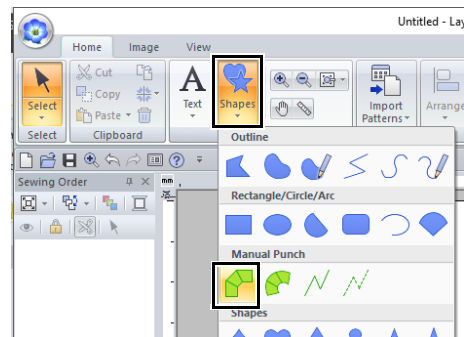 Untitled - Lay
Home Image View
Select
Cut
Copy
Paste
Text
Shapes
Import
Patterns
Arrange
Select
Clipboard
Outline
Sewing Order
mm
Rectangle/Circle/Arc
Manual Punch
Shapes